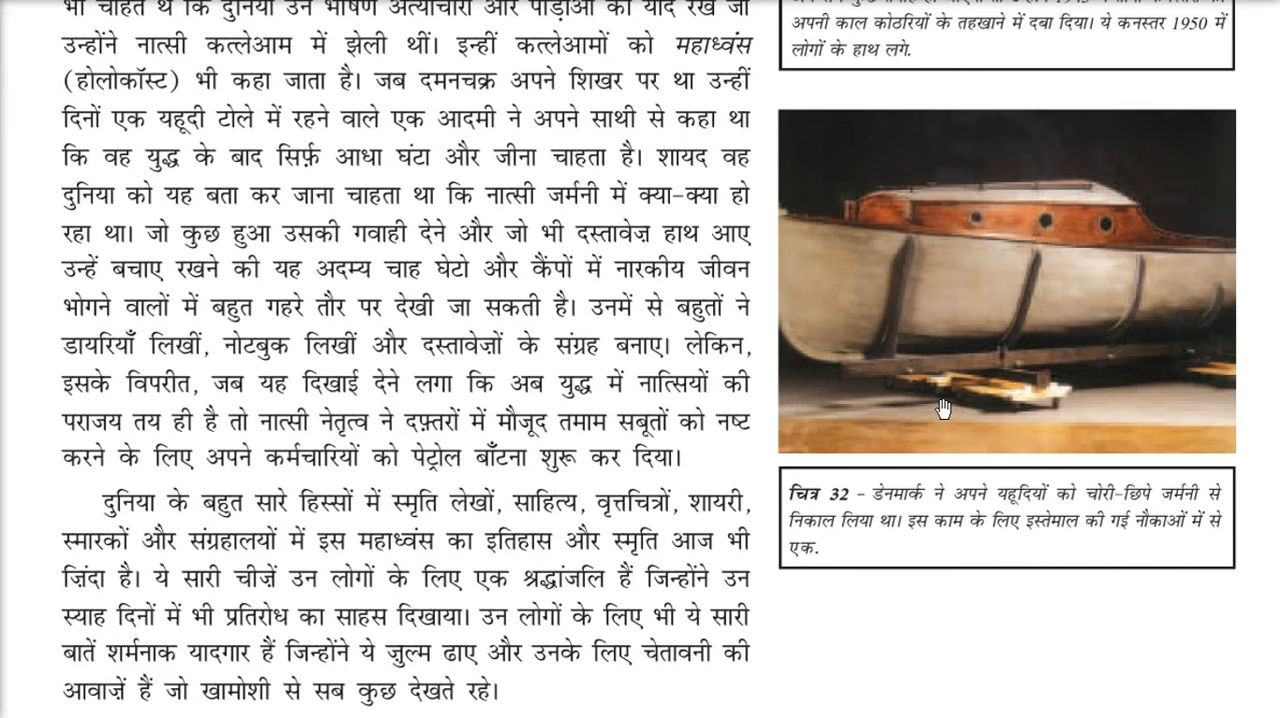 भी चाहते थे कि दुनिया उन भीषण अत्याचारों और पीड़ाओं को याद रखे जो
उन्होंने नात्सी कत्लेआम में झेली थीं। इन्हीं कत्लेआमों को महाध्वंस
(होलोकॉस्ट) भी कहा जाता है। जब दमनचक्र अपने शिखर पर था उन्हीं
दिनों एक यहूदी टोले में रहने वाले एक आदमी ने अपने साथी से कहा था
कि वह युद्ध के बाद सिर्फ़ आधा घंटा और जीना चाहता है। शायद वह
दुनिया को यह बता कर जाना चाहता था कि नात्सी जर्मनी में क्या-क्या हो
रहा था। जो कुछ हुआ उसकी गवाही देने और जो भी दस्तावेज़ हाथ आए
उन्हें बचाए रखने की यह अदम्य चाह घेटो और कैंपों में नारकीय जीवन
भोगने वालों में बहुत गहरे तौर पर देखी जा सकती है। उनमें से बहुतों ने
डायरियाँ लिखीं, नोटबुक लिखीं और दस्तावेज़ों के संग्रह बनाए। लेकिन,
इसके विपरीत, जब यह दिखाई देने लगा कि अब युद्ध में नात्सियों की
पराजय तय ही है तो नात्सी नेतृत्व ने दफ़्तरों में मौजूद तमाम सबूतों को नष्ट
करने के लिए अपने कर्मचारियों को पेट्रोल बाँटना शुरू कर दिया।
दुनिया के बहुत सारे हिस्सों में स्मृति लेखों, साहित्य, वृत्तचित्रों, शायरी,
स्मारकों और संग्रहालयों में इस महाध्वंस का इतिहास और स्मृति आज भी
ज़िंदा है। ये सारी चीज़ें उन लोगों के लिए एक श्रद्धांजलि हैं जिन्होंने उन
स्याह दिनों में भी प्रतिरोध का साहस दिखाया। उन लोगों के लिए भी ये सारी
बातें शर्मनाक यादगार हैं जिन्होंने ये ज़ुल्म ढाए और उनके लिए चेतावनी की
आवाज़ें हैं जो खामोशी से सब कुछ देखते रहे।
अपनी काल कोठरियों के तहखाने में दबा दिया। ये कनस्तर 1950 में
लोगों के हाथ लगे.
चित्र 32 - डेनमार्क ने अपने यहूदियों को चोरी-छिपे जर्मनी से
निकाल लिया था। इस काम के लिए इस्तेमाल की गई नौकाओं में से
एक.